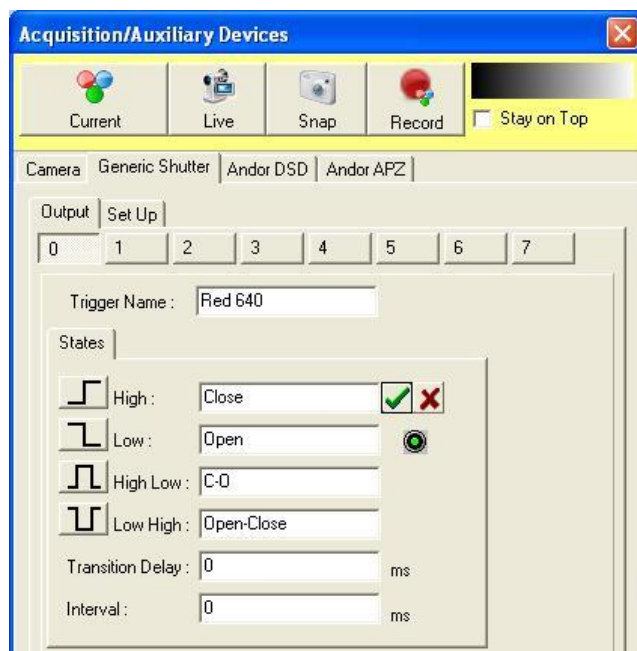 Acquisition/Auxiliary Devices
Current Live Snap Record Stay on Top
Camera Generic Shutter Andor DSD Andor APZ
Output Set Up
0 1 2 3 4 5 6 7
Trigger Name : Red 640
States
High : Close
Low : Open
High Low : C-O
Low High : Open-Close
Transition Delay : 0 ms
Interval : 0 ms